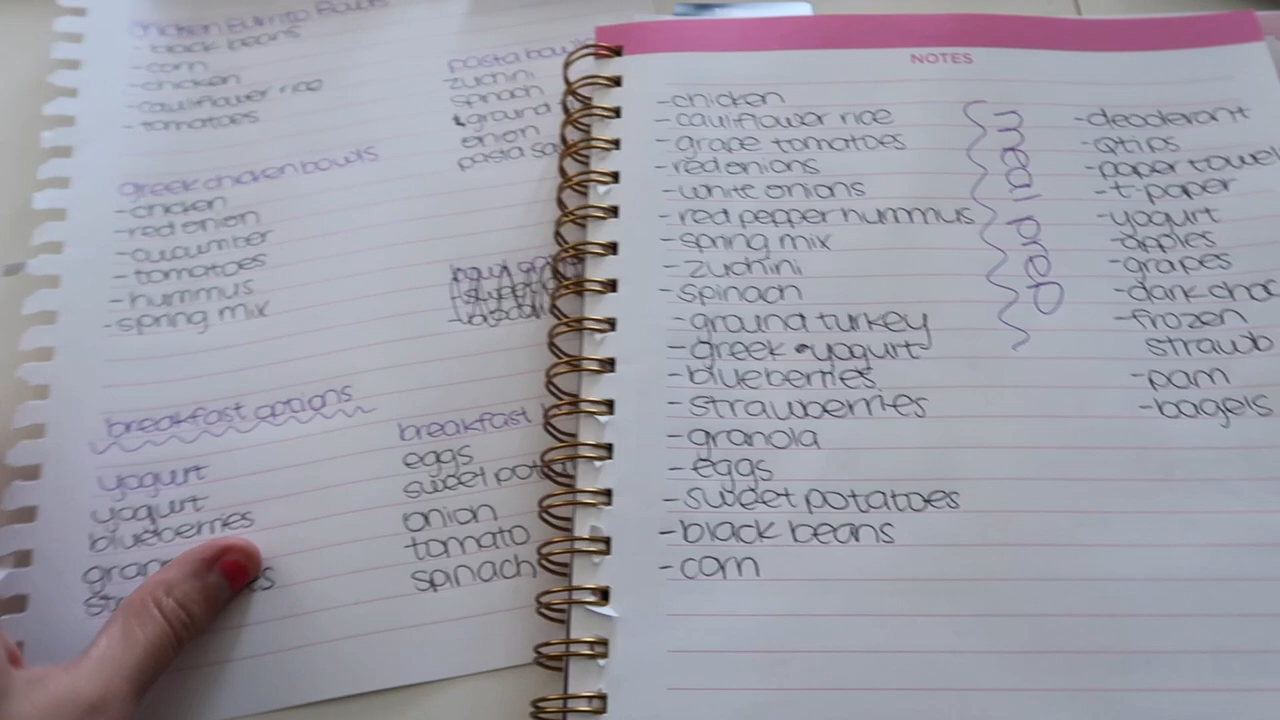 chicken burrito bowls
-black beans
-corn
-chicken
-cauliflower rice
-tomatoes
pasta bowls
zuchini
spinach
ground
onion
pasta sa
greek chicken bowls
-chicken
-red onion
-cucumber
-tomatoes
-hummus
-spring mix
breakfast options
yogurt
yogurt
blueberries
breakfast
eggs
sweet pot
onion
tomato
spinach
NOTES
-chicken
-cauliflower rice
-grape tomatoes
-red onions
-white onions
-red pepper hummus
-spring mix
-zuchini
-spinach
-ground turkey
-greek yogurt
-blueberries
-strawberries
-granola
-eggs
-sweet potatoes
-black beans
-corn
meal prep
-deoderant
-qtips
-paper towel
-t-paper
-yogurt
-apples
-grapes
-dark choc
-frozen
strawb
-pam
-bagels